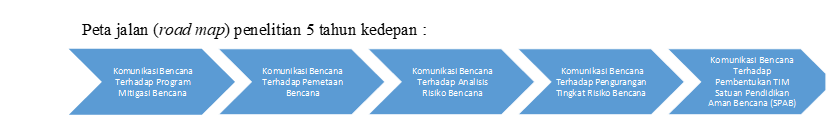 Peta jalan (road map) penelitian 5 tahun kedepan :
Komunikasi Bencana
Terhadap Program
Mitigasi Bencana
Komunikasi Bencana
Terhadap Pemetaan
Bencana
Komunikasi Bencana
Terhadap Analisis
Risiko Bencana
Komunikasi Bencana
Terhadap Pengurangan
Tingkat Risiko Bencana
Komunikasi Bencana
Terhadap
Pembentukan TIM
Satuan Pendidikan
Aman Bencana (SPAB)